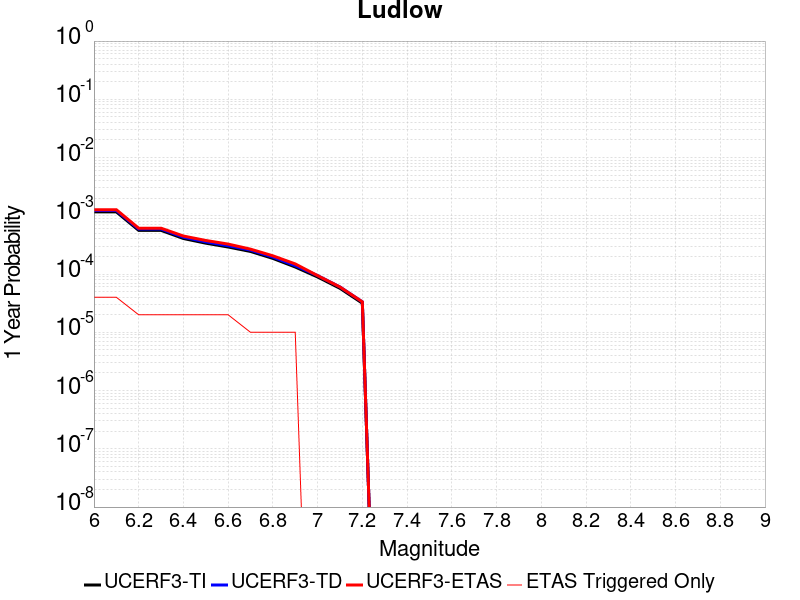 Ludlow
10^0
10^-1
10^-2
10^-3
10^-4
10^-5
10^-6
10^-7
10^-8
1 Year Probability
6 6.2 6.4 6.6 6.8 7 7.2 7.4 7.6 7.8 8 8.2 8.4 8.6 8.8 9
Magnitude
UCERF3-TI UCERF3-TD UCERF3-ETAS ETAS Triggered Only